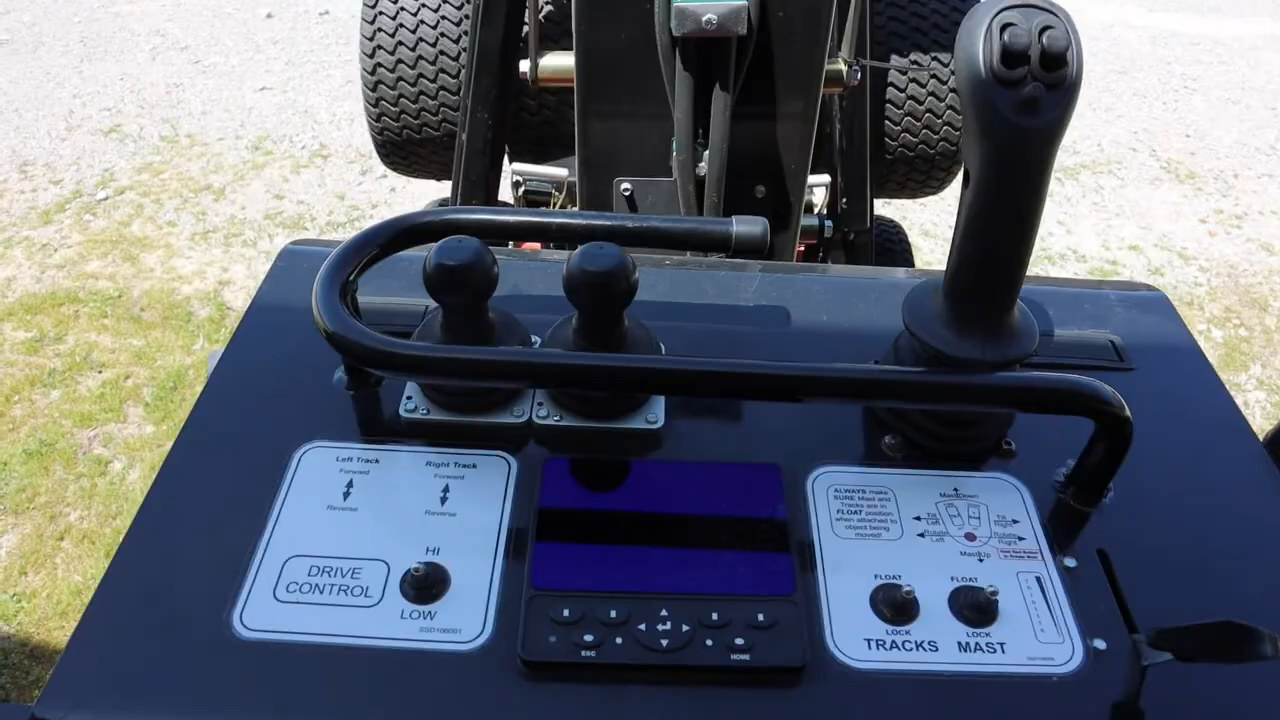 Left Track
Forward
Reverse
Right Track
Forward
Reverse
HI
DRIVE
CONTROL
LOW
SSD106001
ESC
HOME
ALWAYS make
SURE Mast and
Tracks are in
FLOAT position
when attached to
object being
moved!
Mast Down
Tilt
Left
Tilt
Right
Rotate
Left
Rotate
Right
Mast Up
FLOAT
LOCK
TRACKS
FLOAT
LOCK
MAST